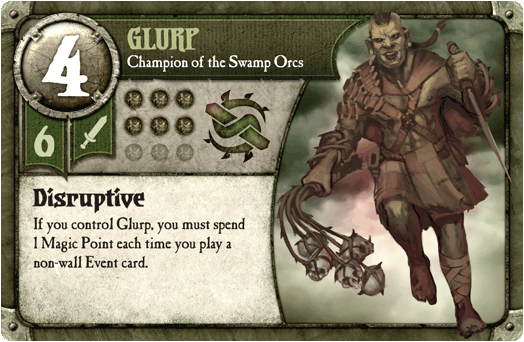 GLURP
Champion of the Swamp Orcs
4
6
Disruptive
If you control Glurp, you must spend
1 Magic Point each time you play a
non-wall Event card.